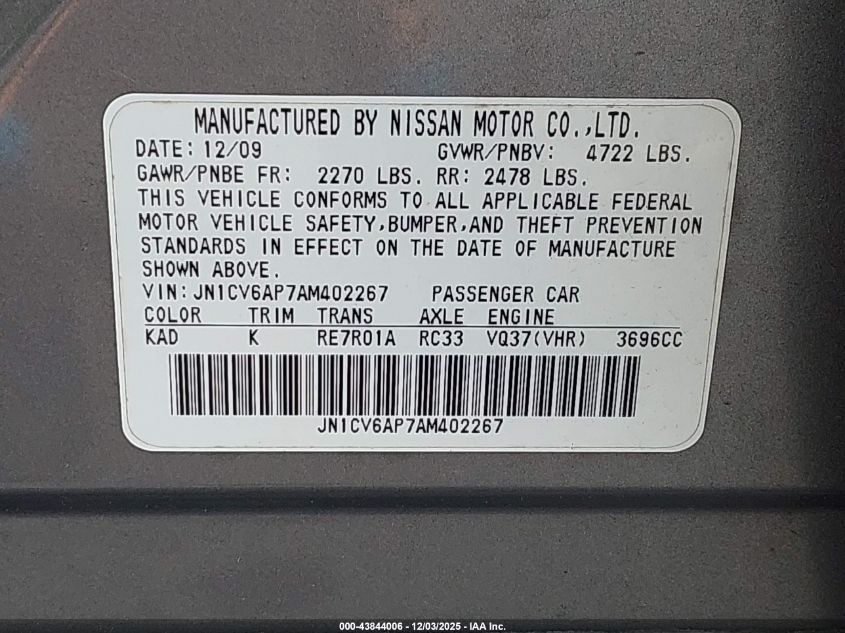 MANUFACTURED BY NISSAN MOTOR CO.,LTD.
DATE: 12/09 GVWR/PNBV: 4722 LBS.
GAWR/PNBE FR: 2270 LBS. RR: 2478 LBS.
THIS VEHICLE CONFORMS TO ALL APPLICABLE FEDERAL
MOTOR VEHICLE SAFETY,BUMPER,AND THEFT PREVENTION
STANDARDS IN EFFECT ON THE DATE OF MANUFACTURE
SHOWN ABOVE.
VIN:JN1CV6AP7AM402267 PASSENGER CAR
COLOR TRIM TRANS AXLE ENGINE
KAD K RE7R01A RC33 VQ37(VHR) 3696CC
JN1CV6AP7AM402267
000-43844006 - 12/03/2025 - IAA Inc.